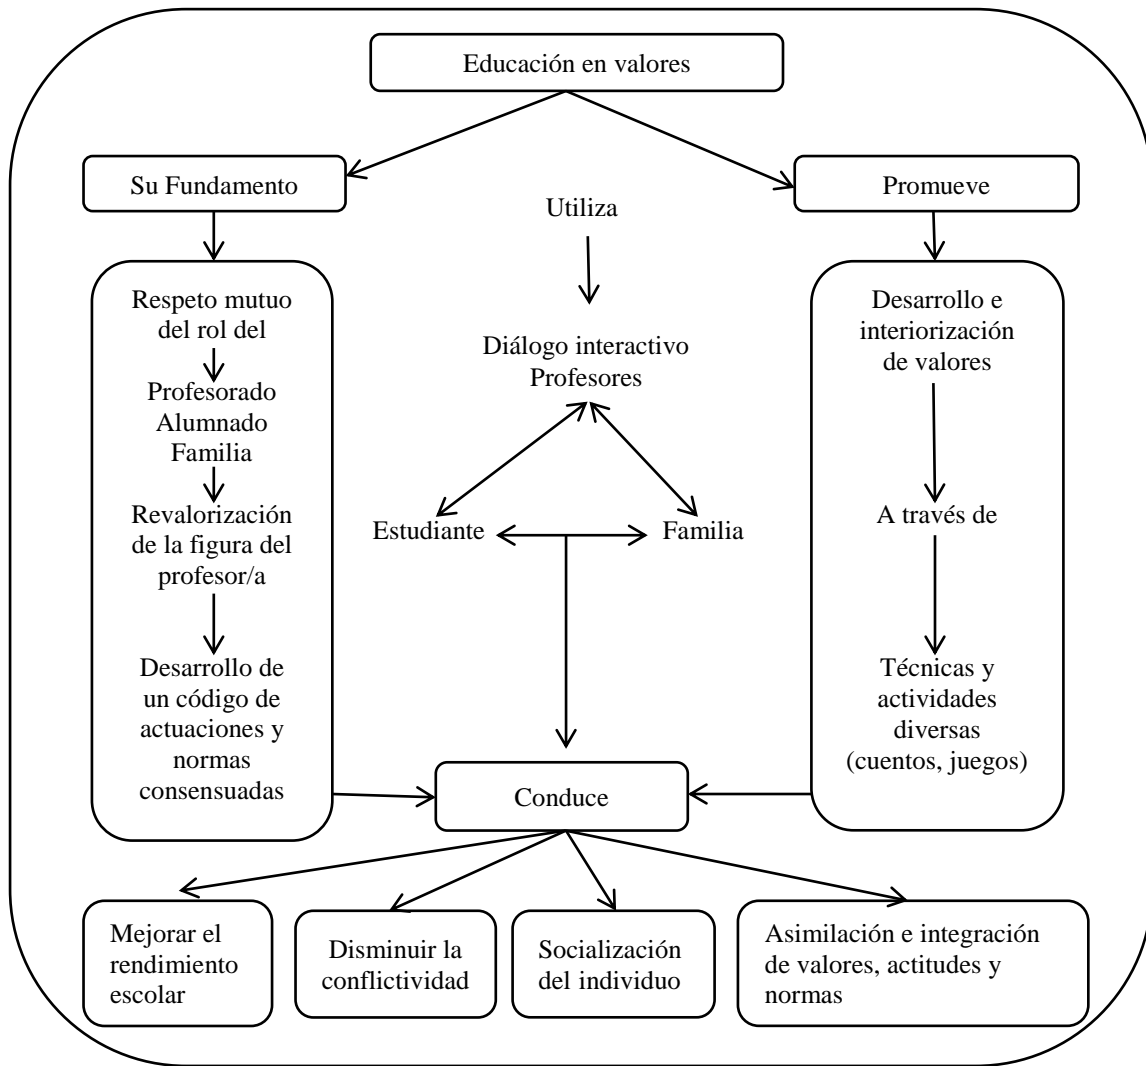 Educación en valores
Su Fundamento
Promueve
Utiliza
Respeto mutuo
del rol del
Profesorado
Alumnado
Familia
Revalorización
de la figura del
profesor/a
Desarrollo de
un código de
actuaciones y
normas
consensuadas
Diálogo interactivo
Profesores
Estudiante
Familia
Desarrollo e
interiorización
de valores
A través de
Técnicas y
actividades
diversas
(cuentos, juegos)
Conduce
Mejorar el
rendimiento
escolar
Disminuir la
conflictividad
Socialización
del individuo
Asimilación e integración
de valores, actitudes y
normas